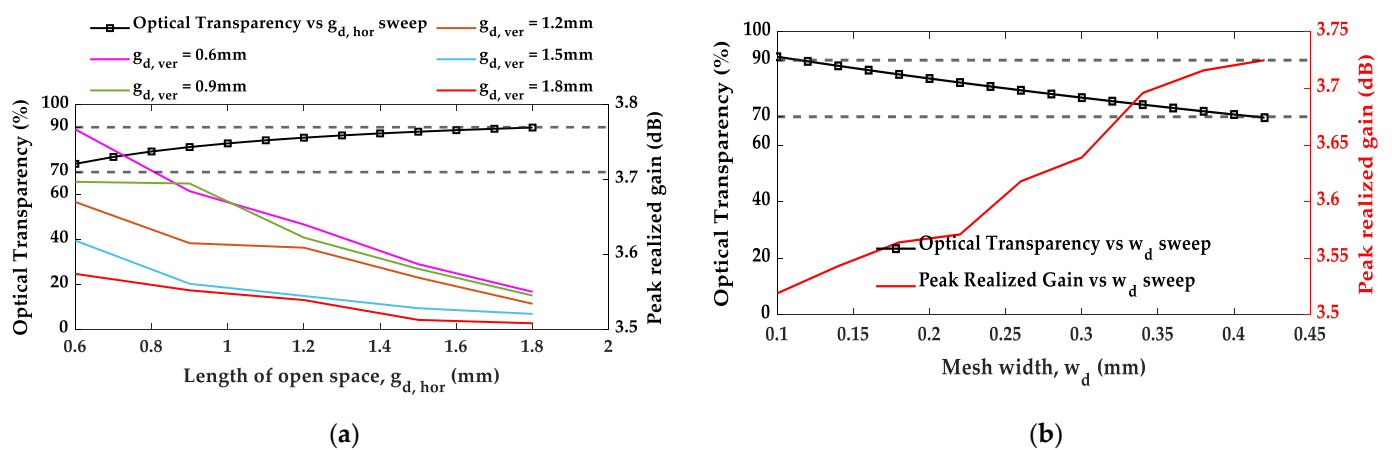 Optical Transparency vs g_d, hor sweep
g_d, ver = 1.2mm
g_d, ver = 0.6mm
g_d, ver = 1.5mm
g_d, ver = 0.9mm
g_d, ver = 1.8mm
Optical Transparency (%)
100
90
80
70
60
40
20
0
3.8
3.7
3.6
3.5
Peak realized gain (dB)
0.6 0.8 1 1.2 1.4 1.6 1.8 2
Length of open space, g_d, hor (mm)
(a)
Optical Transparency (%)
100
90
80
70
60
40
20
0
3.75
3.7
3.65
3.6
3.55
3.5
Peak realized gain (dB)
Optical Transparency vs w_d sweep
Peak Realized Gain vs w_d sweep
0.1 0.15 0.2 0.25 0.3 0.35 0.4 0.45
Mesh width, w_d (mm)
(b)